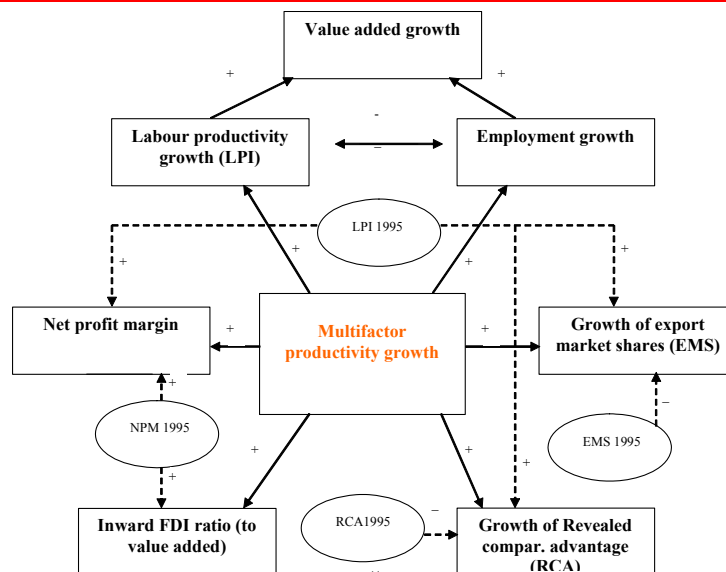 Value added growth
+
+
Labour productivity growth (LPI)
-
–
Employment growth
LPI 1995
+
+
+
+
Net profit margin
+
Multifactor productivity growth
+
Growth of export market shares (EMS)
+
–
NPM 1995
EMS 1995
+
+
+
+
Inward FDI ratio (to value added)
RCA1995
–
Growth of Revealed compar. advantage (RCA)